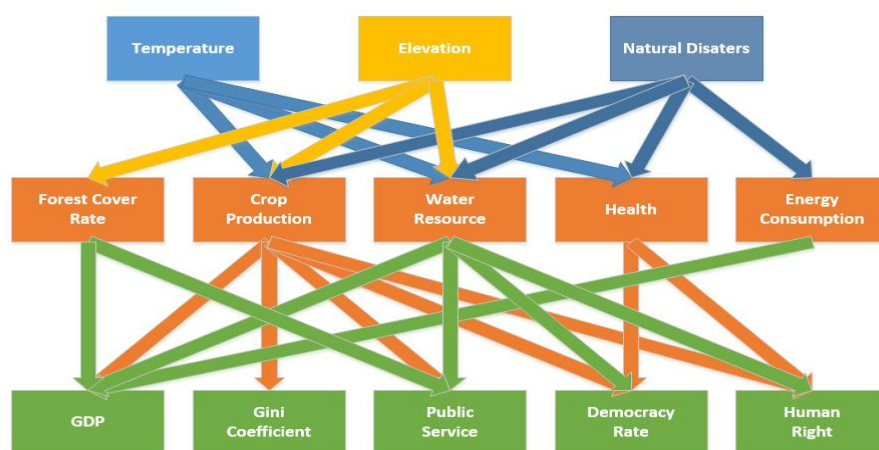 Temperature
Elevation
Natural Disaters
Forest Cover
Rate
Crop
Production
Water
Resource
Health
Energy
Consumption
GDP
Gini
Coefficient
Public
Service
Democracy
Rate
Human
Right